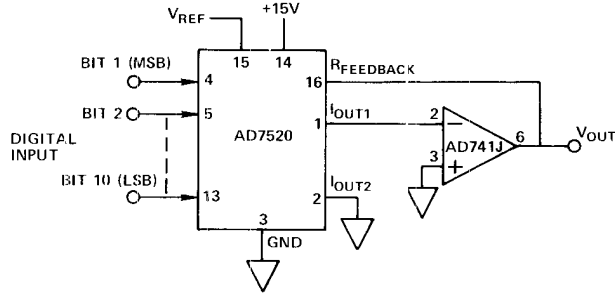 VREF
+15V
15
14
BIT 1 (MSB)
4
16
RFEEDBACK
BIT 2
5
1
IOUT1
2
6
VOUT
DIGITAL
INPUT
AD7520
AD741J
3
BIT 10 (LSB)
13
2
IOUT2
3
GND
−
+